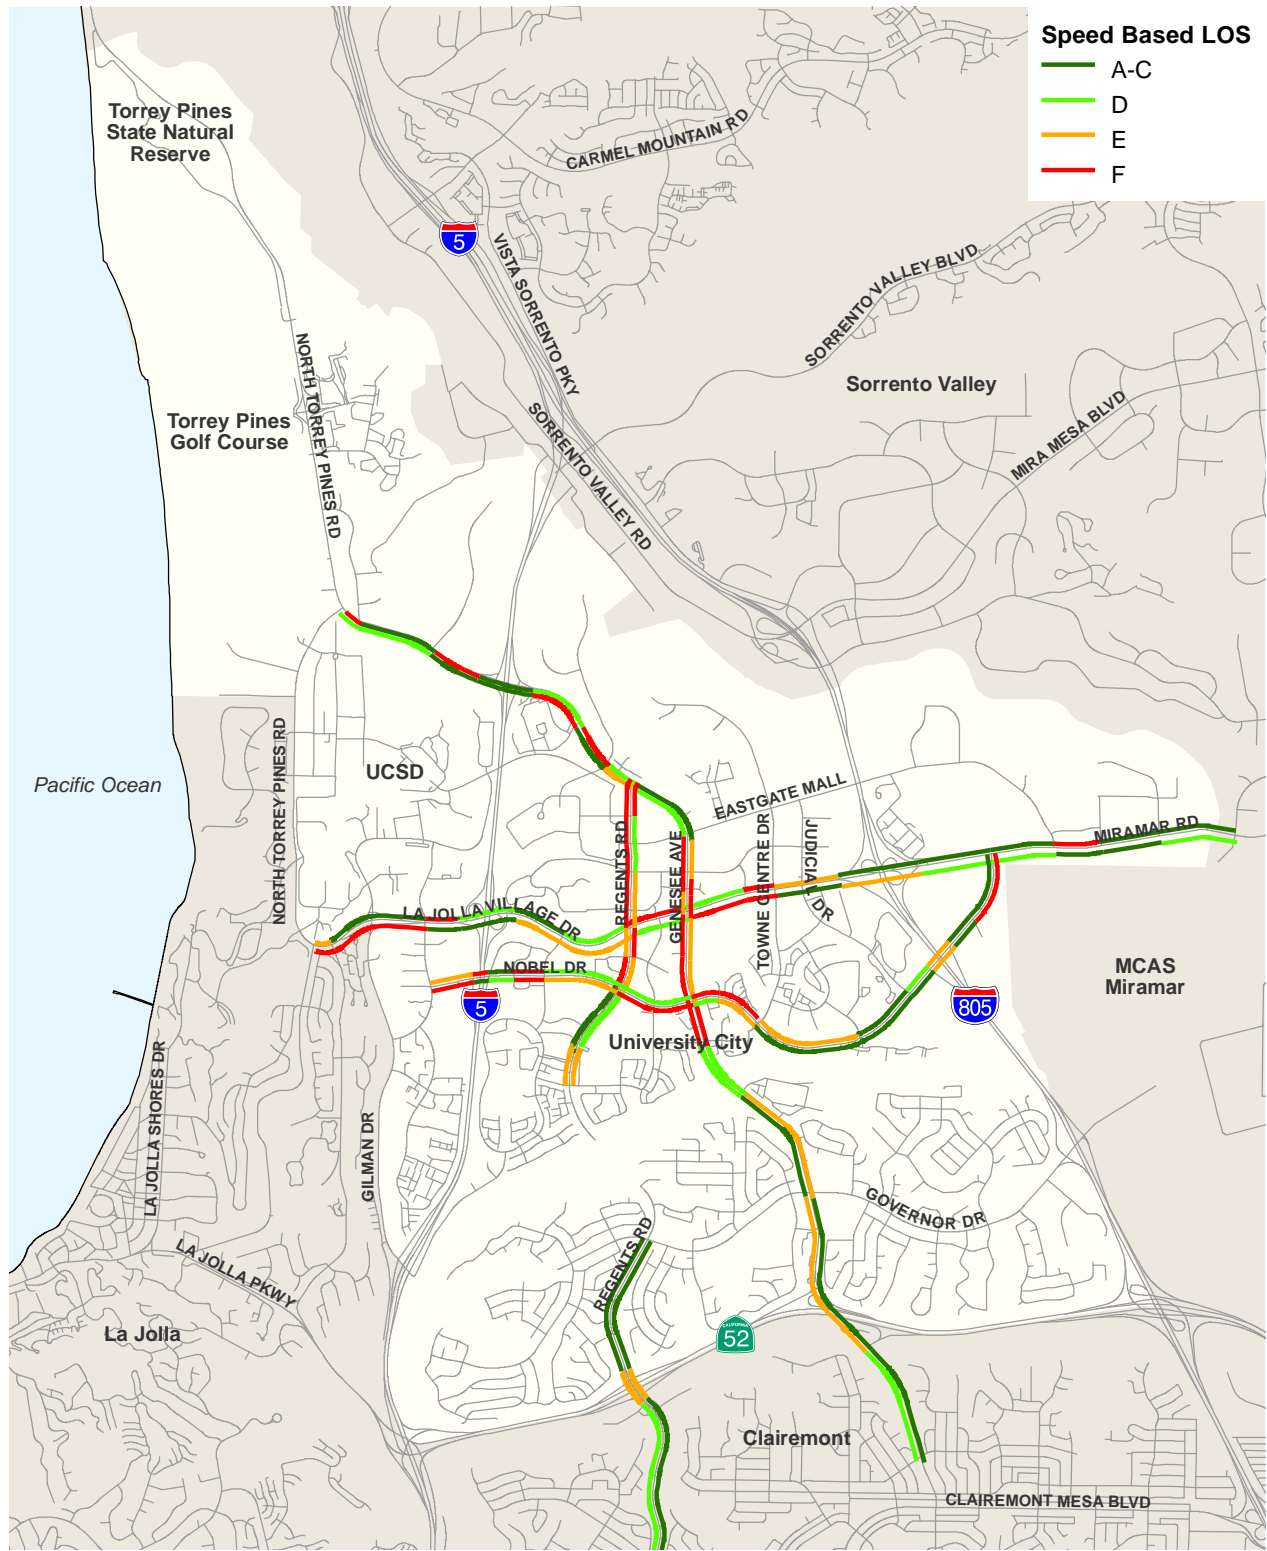 Speed Based LOS
A-C
D
E
F
Torrey Pines
State Natural
Reserve
CARMEL MOUNTAIN RD
5
VISTA SORRENTO PKY
SORRENTO VALLEY BLVD
NORTH TORREY PINES RD
Sorrento Valley
Torrey Pines
Golf Course
MIRA MESA BLVD
SORRENTO VALLEY RD
NORTH TORREY PINES RD
UCSD
Pacific Ocean
EASTGATE MALL
MIRAMAR RD
REGENTS RD
GENESEE AVE
TOWNE CENTRE DR
JUDICIAL DR
LA JOLLA VILLAGE DR
NOBEL DR
MCAS
Miramar
5
805
University City
LA JOLLA SHORES DR
GILMAN DR
GOVERNOR DR
REGENTS RD
LA JOLLA PKWY
La Jolla
CALIFORNIA
52
Clairemont
CLAIREMONT MESA BLVD